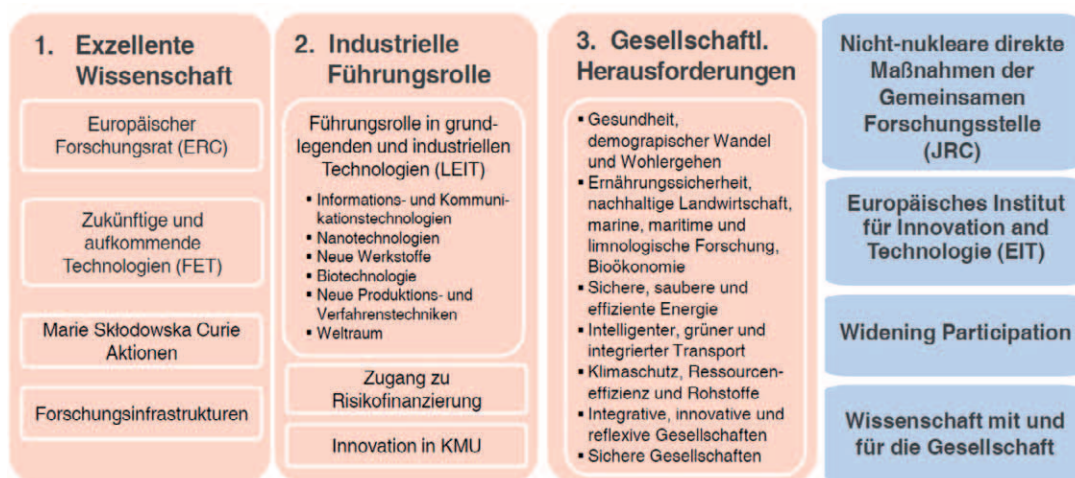 1. Exzellente
Wissenschaft
Europäischer
Forschungsrat (ERC)
Zukünftige und
aufkommende
Technologien (FET)
Marie Skłodowska Curie
Aktionen
Forschungsinfrastrukturen
2. Industrielle
Führungsrolle
Führungsrolle in grund-
legenden und industriellen
Technologien (LEIT)
▪ Informations- und Kommuni-
kationstechnologien
▪ Nanotechnologien
▪ Neue Werkstoffe
▪ Biotechnologie
▪ Neue Produktions- und
Verfahrenstechniken
▪ Weltraum
Zugang zu
Risikofinanzierung
Innovation in KMU
3. Gesellschaftl.
Herausforderungen
▪ Gesundheit,
demograpischer Wandel
und Wohlergehen
▪ Ernährungssicherheit,
nachhaltige Landwirtschaft,
marine, maritime und
limnologische Forschung,
Bioökonomie
▪ Sichere, saubere und
effiziente Energie
▪ Intelligenter, grüner und
integrierter Transport
▪ Klimaschutz, Ressourcen-
effizienz und Rohstoffe
▪ Integrative, innovative und
reflexive Gesellschaften
▪ Sichere Gesellschaften
Nicht-nukleare direkte
Maßnahmen der
Gemeinsamen
Forschungsstelle
(JRC)
Europäisches Institut
für Innovation and
Technologie (EIT)
Widening Participation
Wissenschaft mit und
für die Gesellschaft